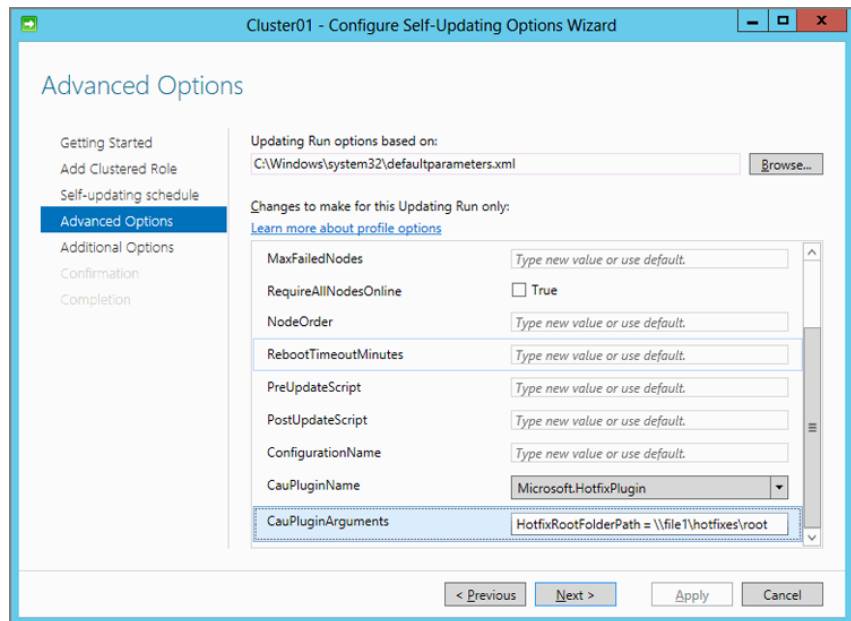 Cluster01 - Configure Self-Updating Options Wizard
Advanced Options
Getting Started
Add Clustered Role
Self-updating schedule
Advanced Options
Additional Options
Confirmation
Completion
Updating Run options based on:
C:\Windows\system32\defaultparameters.xml
Browse...
Changes to make for this Updating Run only:
Learn more about profile options
MaxFailedNodes Type new value or use default.
RequireAllNodesOnline True
NodeOrder Type new value or use default.
RebootTimeoutMinutes Type new value or use default.
PreUpdateScript Type new value or use default.
PostUpdateScript Type new value or use default.
ConfigurationName Type new value or use default.
CauPluginName Microsoft.HotfixPlugin
CauPluginArguments HotfixRootFolderPath = \\file1\hotfixes\root
< Previous Next > Apply Cancel